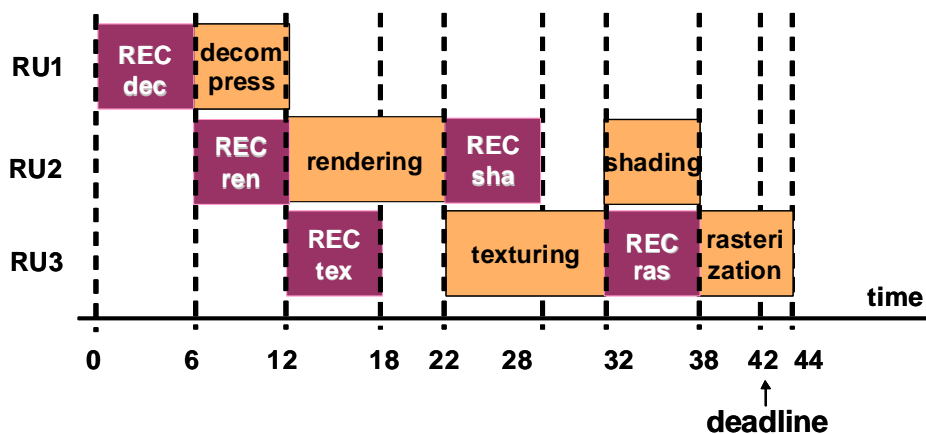 RU1
REC
dec
decom
press
RU2
REC
ren
rendering
REC
sha
shading
RU3
REC
tex
texturing
REC
ras
rasteri
zation
time
0 6 12 18 22 28 32 38 42 44
deadline